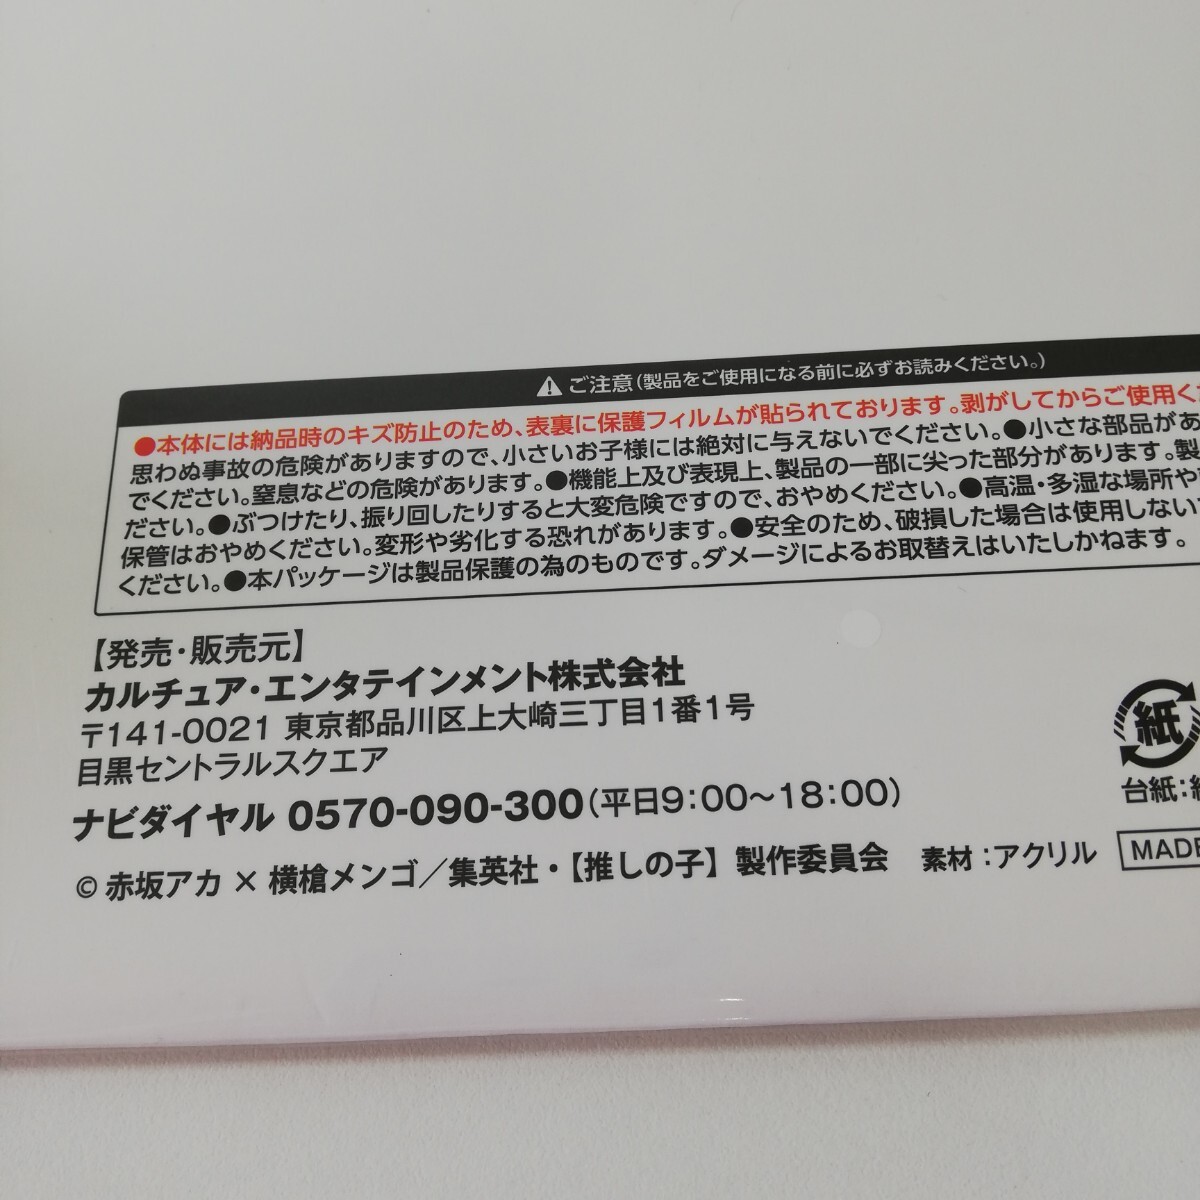 ⚠ご注意(製品をご使用になる前に必ずお読みください。)
●本体には納品時のキズ防止のため、表裏に保護フィルムが貼られております。剥がしてからご使用くだ
思わぬ事故の危険がありますので、小さいお子様には絶対に与えないでください。●小さな部品があ
でください。窒息などの危険があります。●機能上及び表現上、製品の一部に尖った部分があります。製
ださい。●ぶつけたり、振り回したりすると大変危険ですので、おやめください。●高温・多湿な場所や
保管はおやめください。変形や劣化する恐れがあります。●安全のため、破損した場合は使用しない
ください。●本パッケージは製品保護の為のものです。ダメージによるお取替えはいたしかねます。
【発売・販売元】
カルチュア・エンタテインメント株式会社
〒141-0021 東京都品川区上大崎三丁目1番1号
目黒セントラルスクエア
ナビダイヤル 0570-090-300(平日9:00〜18:00)
© 赤坂アカ × 横槍メンゴ／集英社・【推しの子】製作委員会 素材：アクリル
紙
台紙：紙
MADE